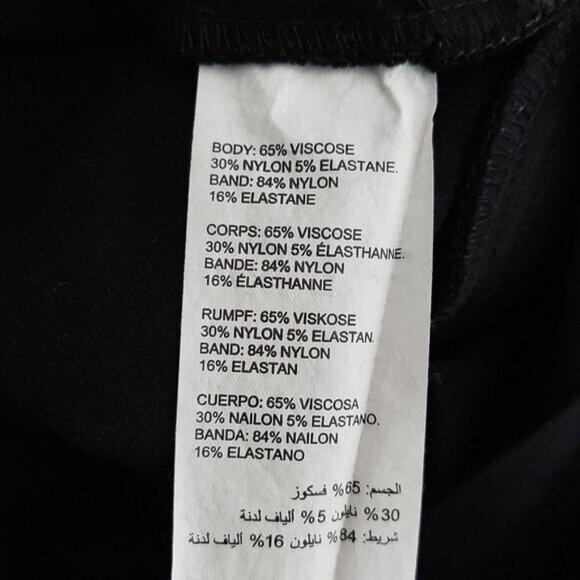 BODY: 65% VISCOSE
30% NYLON 5% ELASTANE.
BAND: 84% NYLON
16% ELASTANE
CORPS: 65% VISCOSE
30% NYLON 5% ÉLASTHANNE.
BANDE: 84% NYLON
16% ÉLASTHANNE
RUMPF: 65% VISKOSE
30% NYLON 5% ELASTAN.
BAND: 84% NYLON
16% ELASTAN
CUERPO: 65% VISCOSA
30% NAILON 5% ELASTANO.
BANDA: 84% NAILON
16% ELASTANO
الجسم: 65% فسكوز
30% نايلون 5% ألياف لدنة
شريط: 84% نايلون 16% ألياف لدنة